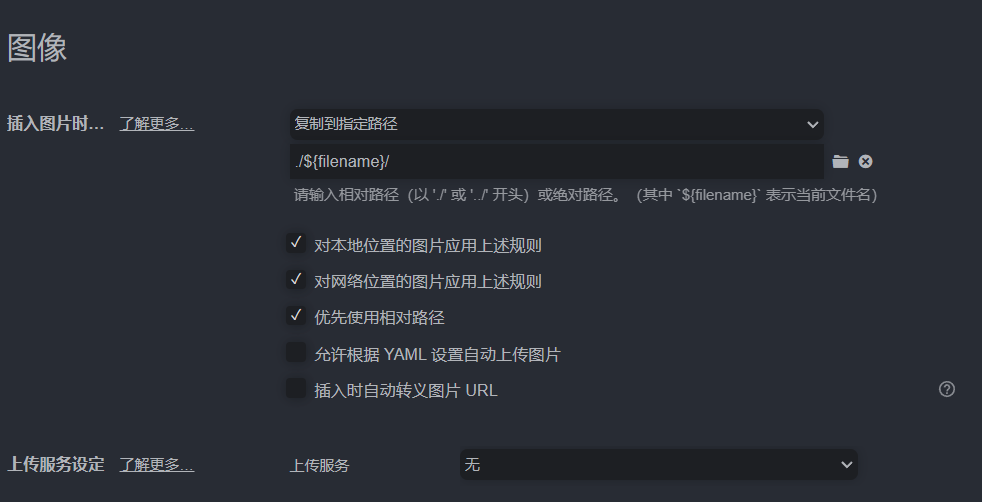 图像
插入图片时... 了解更多... 复制到指定路径
./${filename}/
请输入相对路径（以 './' 或 '../' 开头）或绝对路径。（其中 `${filename}` 表示当前文件名）
对本地位置的图片应用上述规则
对网络位置的图片应用上述规则
优先使用相对路径
允许根据 YAML 设置自动上传图片
插入时自动转义图片 URL
上传服务设定 了解更多... 上传服务 无